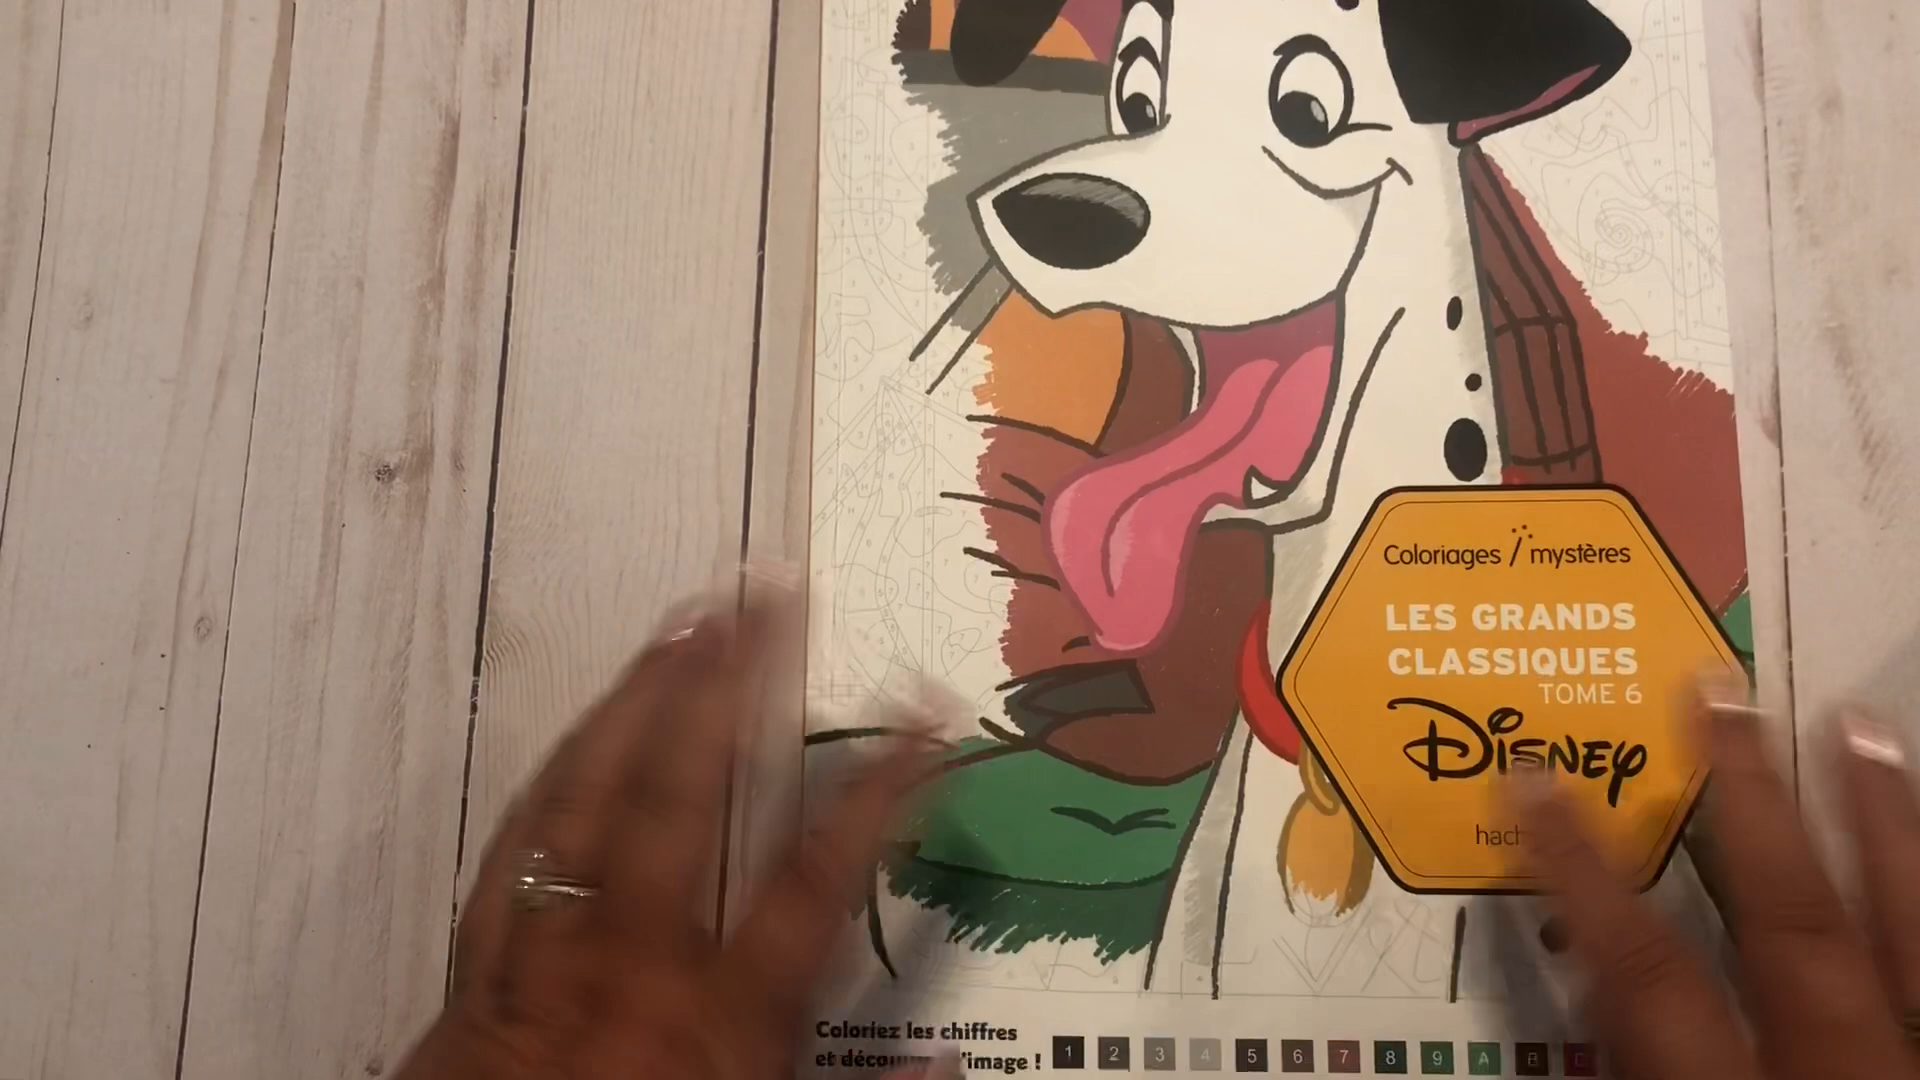 Coloriages mystères
LES GRANDS
CLASSIQUES
TOME 6
Disney
Coloriez les chiffres
et l'image !
1 2 3 4 5 6 7 8 9 A B C